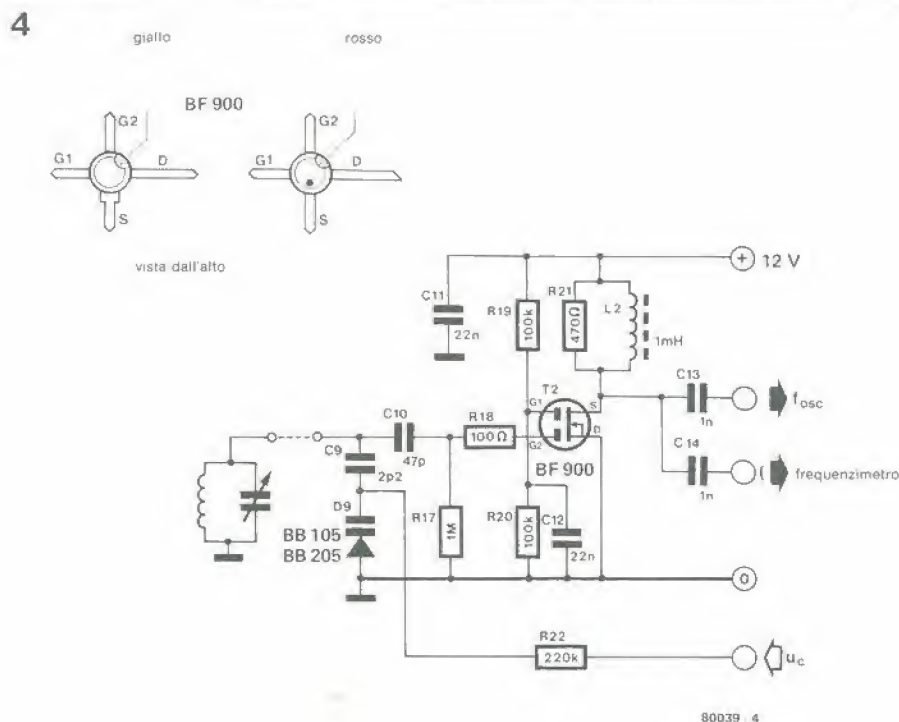 4
giallo
rosso
BF 900
G2
G1
D
S
G2
G1
D
S
vista dall'alto
12 V
C11
22n
R19
100k
R21
470Ω
L2
1mH
C13
1n
fosc
T2
G1
S
D
G2
BF 900
C14
1n
frequenzimetro
C10
47p
R18
100Ω
C9
2p2
D9
BB 105
BB 205
R17
1M
R20
100k
C12
22n
0
R22
220k
uc
80039 - 4